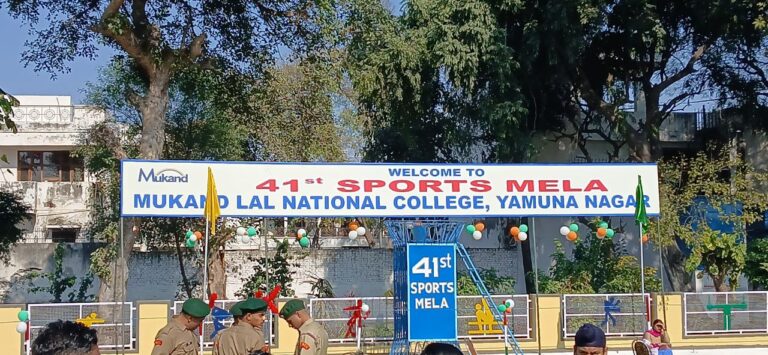 WELCOME TO
Mukand
41st SPORTS MELA
MUKAND LAL NATIONAL COLLEGE, YAMUNA NAGAR
41st
SPORTS
MELA